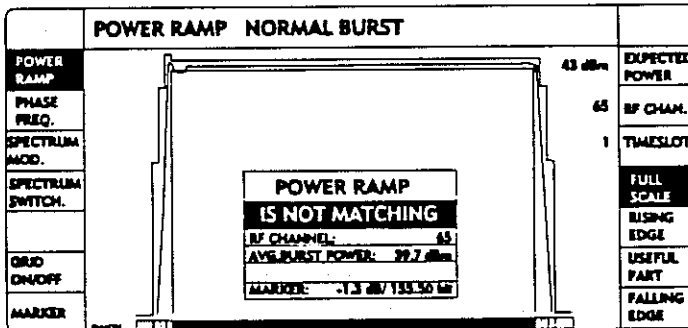 POWER RAMP NORMAL BURST
POWER
RAMP
PHASE
FREQ.
SPECTRUM
MOD.
SPECTRUM
SWITCH.
GRID
ON/OFF
MARKER
43 dBm
65
1
EXPECTED
POWER
RF CHAN.
TIMESLOT
FULL
SCALE
RISING
EDGE
USEFUL
PART
FALLING
EDGE
POWER RAMP
IS NOT MATCHING
RF CHANNEL: 65
AVG.BURST POWER: 39.7 dBm
MARKER: -1.3 dB/ 155.50 bit